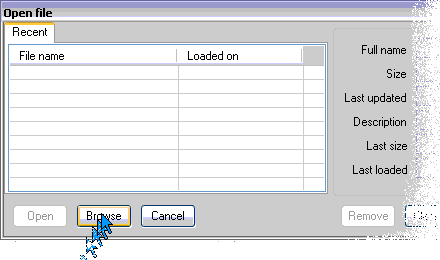 Open file
Recent
File name Loaded on
Full name
Size
Last updated
Description
Last size
Last loaded
Open Browse Cancel Remove